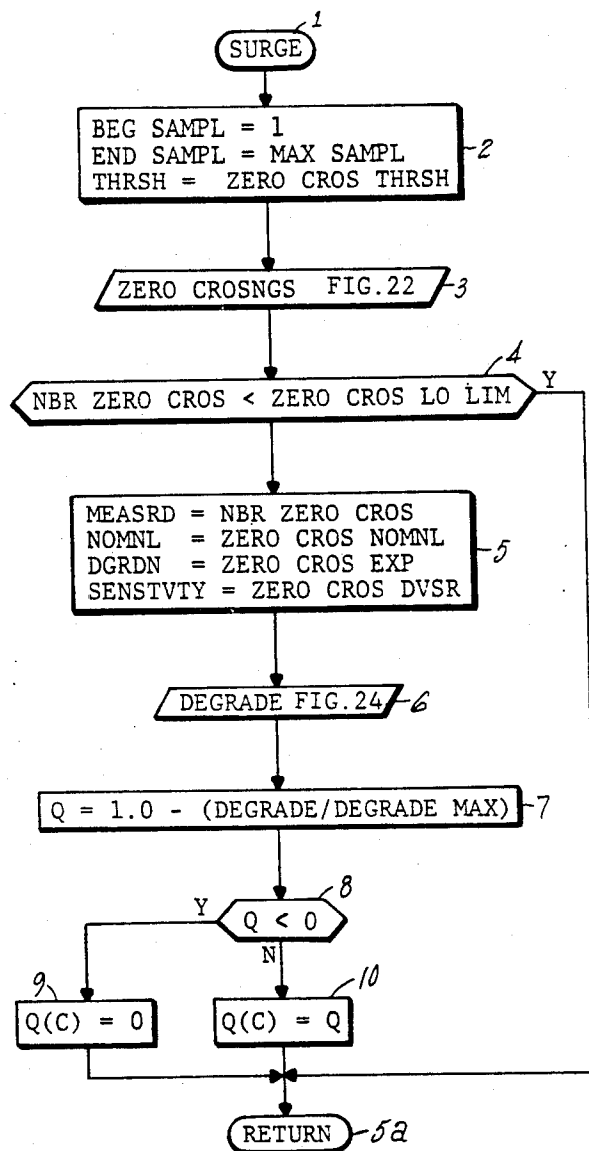 1
SURGE
BEG SAMPL = 1
END SAMPL = MAX SAMPL
THRSH = ZERO CROS THRSH
2
ZERO CROSNGS FIG.22
3
4
NBR ZERO CROS < ZERO CROS LO LIM
Y
MEASRD = NBR ZERO CROS
NOMNL = ZERO CROS NOMNL
DGRDN = ZERO CROS EXP
SENSTVTY = ZERO CROS DVSR
5
DEGRADE FIG.24
6
Q = 1.0 - (DEGRADE/DEGRADE MAX)
7
8
Y
Q < 0
N
9
10
Q(C) = 0
Q(C) = Q
RETURN
5a